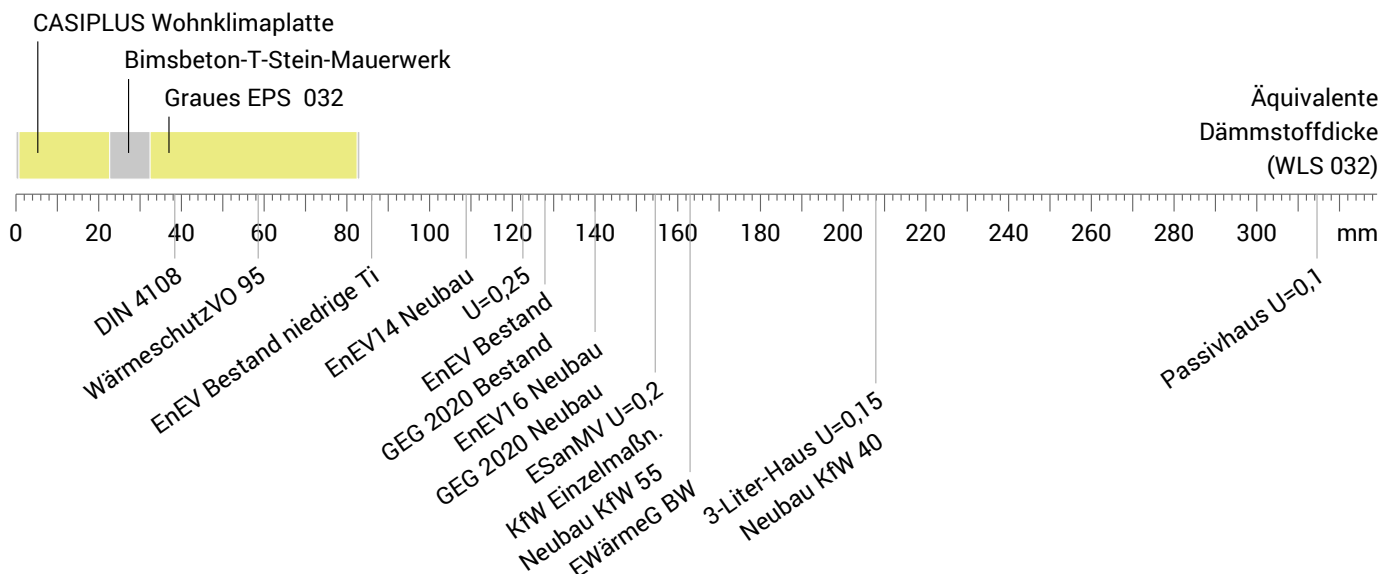 CASIPLUS Wohnklimaplatte
Bimsbeton-T-Stein-Mauerwerk
Graues EPS 032
Äquivalente
Dämmstoffdicke
(WLS 032)
0 20 40 60 80 100 120 140 160 180 200 220 240 260 280 300 mm
DIN 4108
WärmeschutzVO 95
EnEV Bestand niedrige Ti
EnEV14 Neubau
U=0,25
EnEV Bestand
GEG 2020 Bestand
EnEV16 Neubau
GEG 2020 Neubau
ESanMV U=0,2
KfW Einzelmaßn.
Neubau KfW 55
EWärmeG BW
3-Liter-Haus U=0,15
Neubau KfW 40
Passivhaus U=0,1